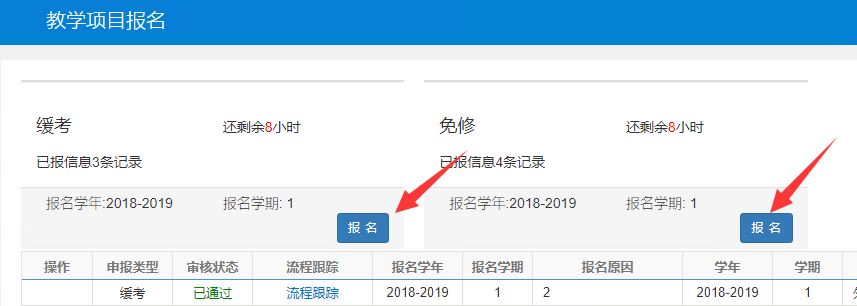 教学项目报名
缓考 还剩余8小时
已报信息3条记录
报名学年:2018-2019 报名学期: 1
报 名
免修 还剩余8小时
已报信息4条记录
报名学年:2018-2019 报名学期: 1
报 名
操作 申报类型 审核状态 流程跟踪 报名学年 报名学期 报名原因 学年 学期
缓考 已通过 流程跟踪 2018-2019 1 2 2018-2019 1